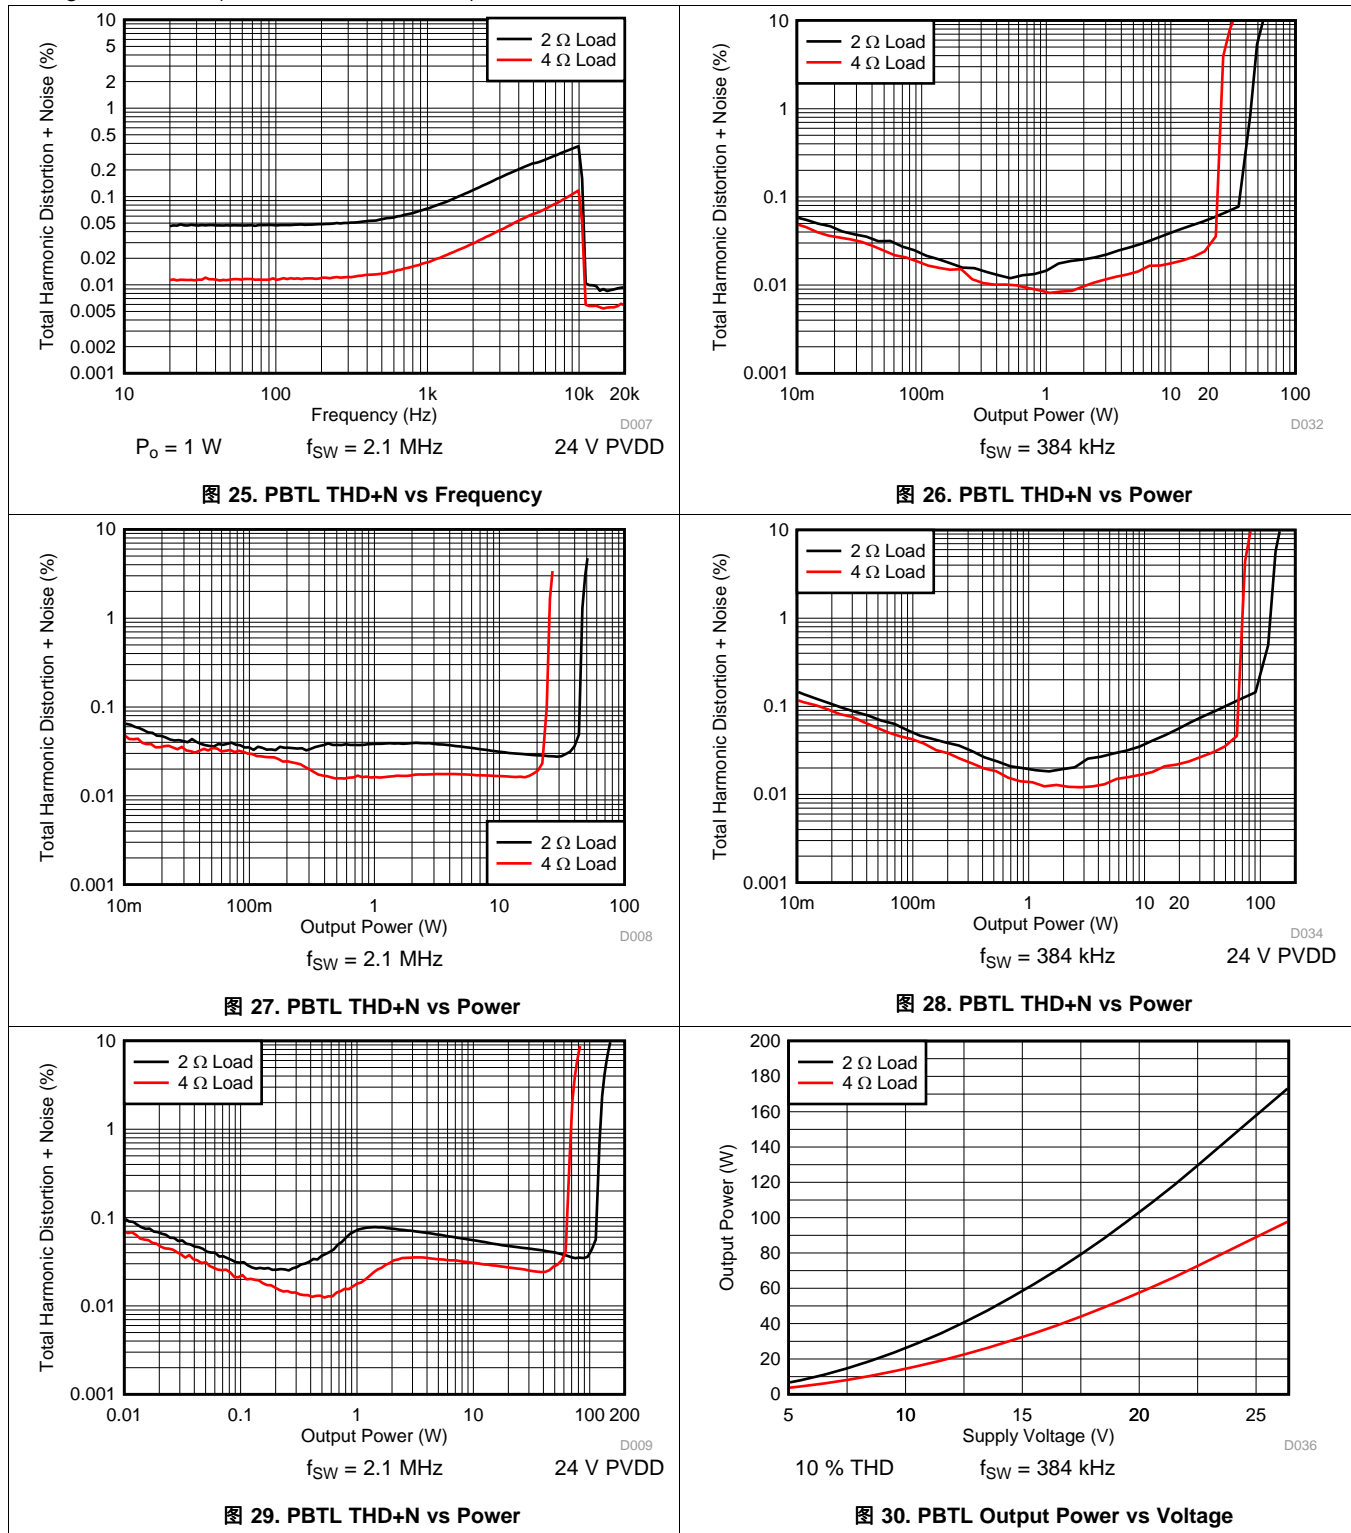 10
5
2
1
0.5
0.2
0.1
0.05
0.02
0.01
0.005
0.002
0.001
Total Harmonic Distortion + Noise (%)
2 Ω Load
4 Ω Load
10 100 1k 10k 20k
Frequency (Hz)
D007
Po = 1 W fSW = 2.1 MHz 24 V PVDD
图 25. PBTL THD+N vs Frequency
10
1
0.1
0.01
0.001
Total Harmonic Distortion + Noise (%)
2 Ω Load
4 Ω Load
10m 100m 1 10 20 100
Output Power (W)
D032
fSW = 384 kHz
图 26. PBTL THD+N vs Power
10
1
0.1
0.01
0.001
Total Harmonic Distortion + Noise (%)
2 Ω Load
4 Ω Load
10m 100m 1 10 100
Output Power (W)
D008
fSW = 2.1 MHz
图 27. PBTL THD+N vs Power
10
1
0.1
0.01
0.001
Total Harmonic Distortion + Noise (%)
2 Ω Load
4 Ω Load
10m 100m 1 10 20 100
Output Power (W)
D034
fSW = 384 kHz 24 V PVDD
图 28. PBTL THD+N vs Power
10
1
0.1
0.01
0.001
Total Harmonic Distortion + Noise (%)
2 Ω Load
4 Ω Load
0.01 0.1 1 10 100 200
Output Power (W)
D009
fSW = 2.1 MHz 24 V PVDD
图 29. PBTL THD+N vs Power
200
180
160
140
120
100
80
60
40
20
0
Output Power (W)
2 Ω Load
4 Ω Load
5 10 15 20 25
Supply Voltage (V)
D036
10 % THD fSW = 384 kHz
图 30. PBTL Output Power vs Voltage